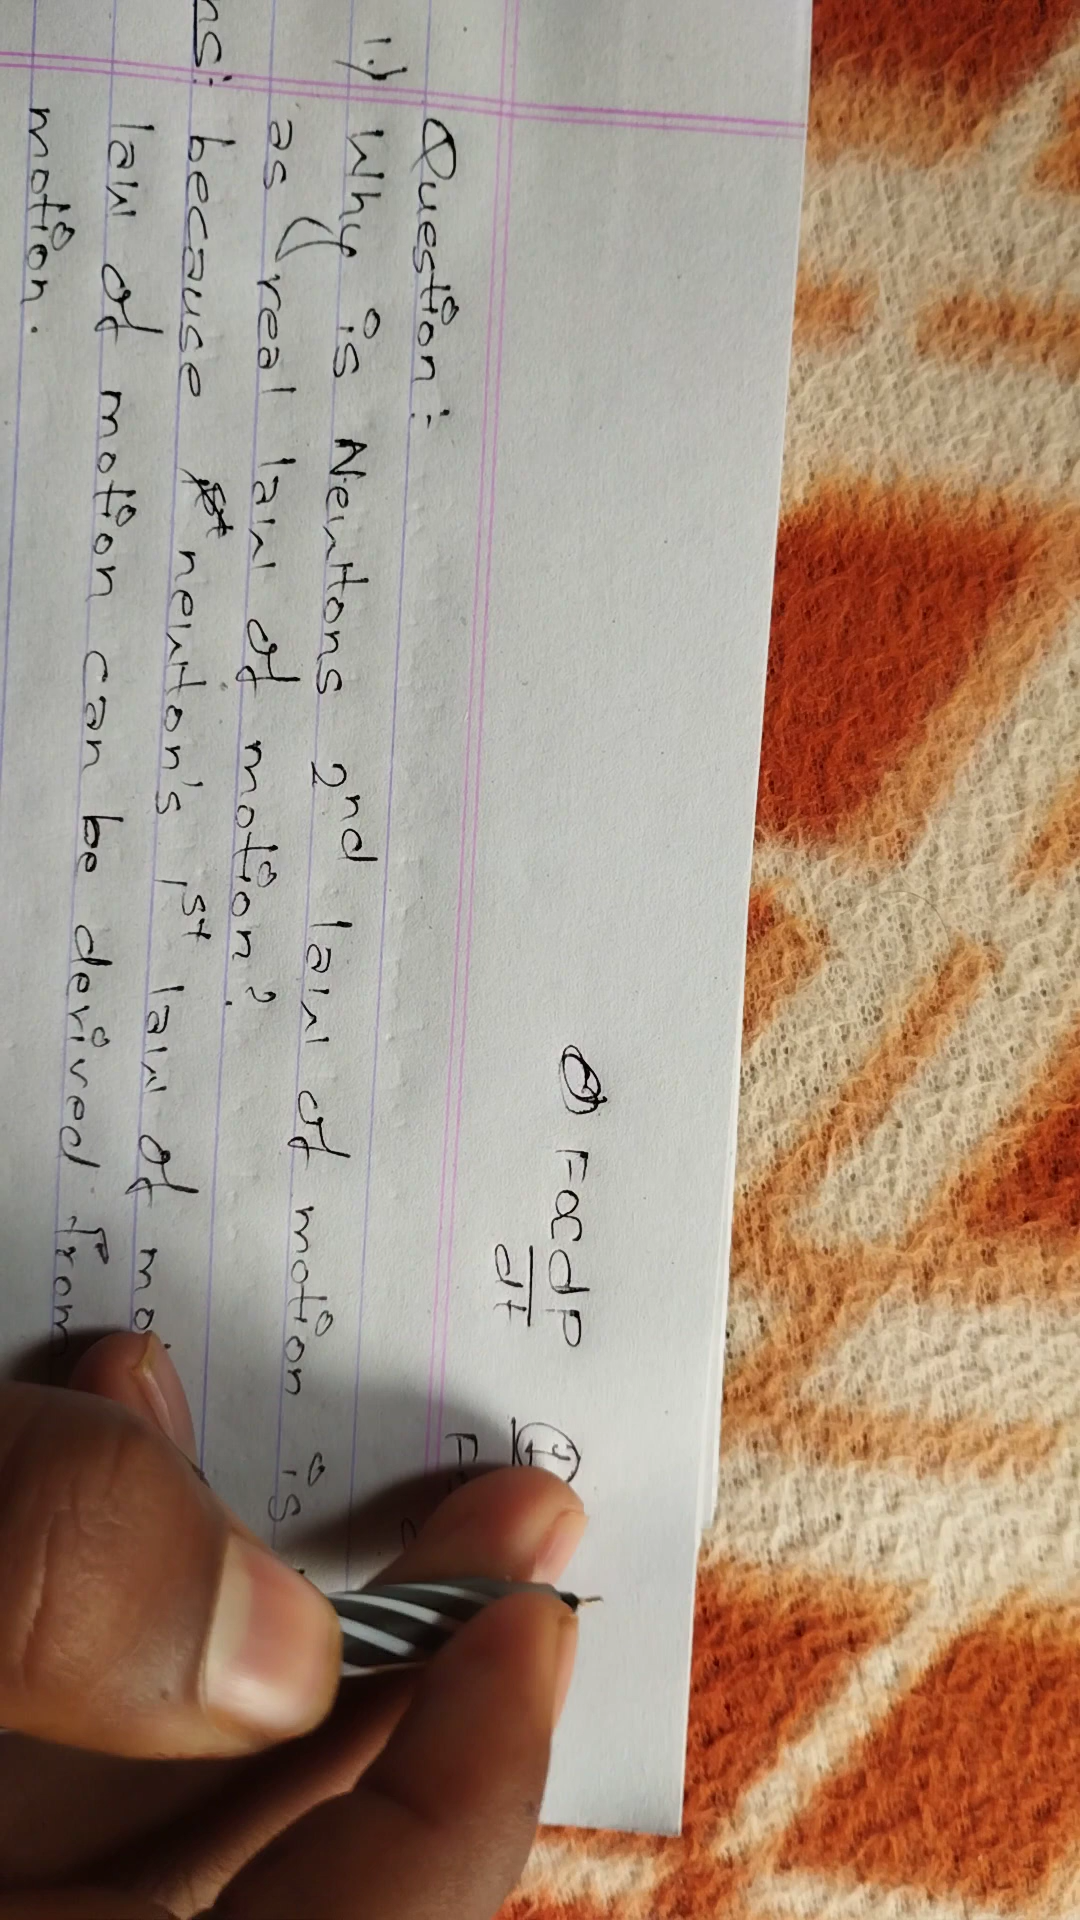 F∝dP
dt
Question:
1.) Why is Newtons 2nd law of motion is
as real law of motion?
ns: because newton's 1st law of mo
law of motion can be derived from
motion.